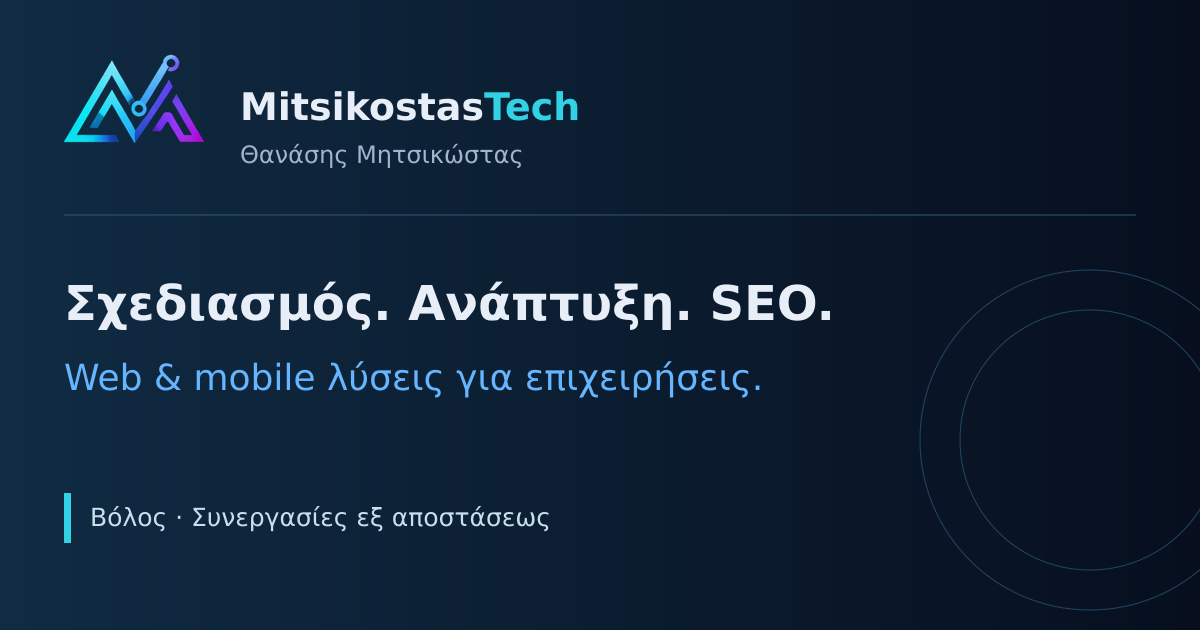 MitsikostasTech
Θανάσης Μητσικώστας
Σχεδιασμός. Ανάπτυξη. SEO.
Web & mobile λύσεις για επιχειρήσεις.
Βόλος · Συνεργασίες εξ αποστάσεως